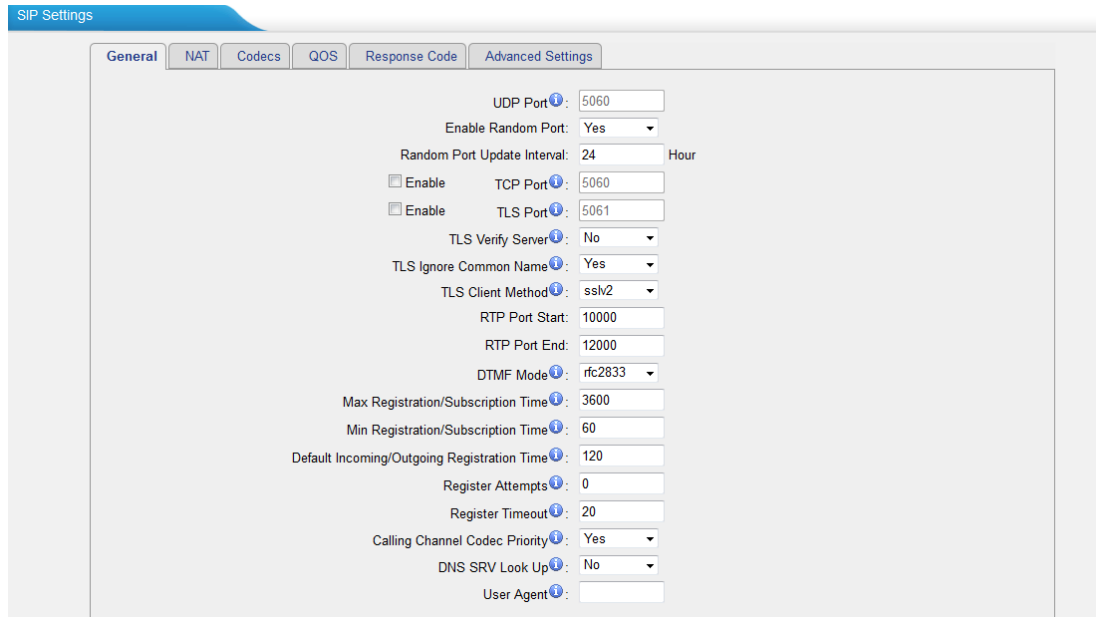 SIP Settings
General NAT Codecs QOS Response Code Advanced Settings
UDP Port : 5060
Enable Random Port: Yes
Random Port Update Interval: 24 Hour
Enable TCP Port : 5060
Enable TLS Port : 5061
TLS Verify Server : No
TLS Ignore Common Name : Yes
TLS Client Method : sslv2
RTP Port Start: 10000
RTP Port End: 12000
DTMF Mode : rfc2833
Max Registration/Subscription Time : 3600
Min Registration/Subscription Time : 60
Default Incoming/Outgoing Registration Time : 120
Register Attempts : 0
Register Timeout : 20
Calling Channel Codec Priority : Yes
DNS SRV Look Up : No
User Agent :